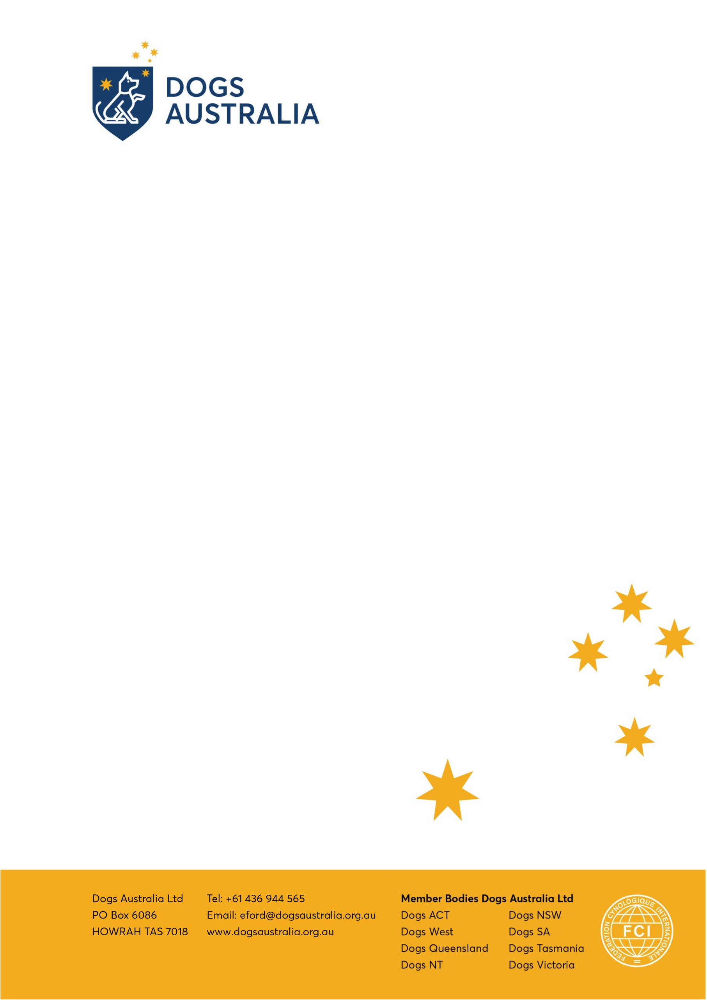 DOGS
AUSTRALIA
Dogs Australia Ltd
PO Box 6086
HOWRAH TAS 7018
Tel: +61 436 944 565
Email: eford@dogsaustralia.org.au
www.dogsaustralia.org.au
Member Bodies Dogs Australia Ltd
Dogs ACT
Dogs West
Dogs Queensland
Dogs NT
Dogs NSW
Dogs SA
Dogs Tasmania
Dogs Victoria
FEDERATION CYNOLOGIQUE INTERNATIONALE
FCI